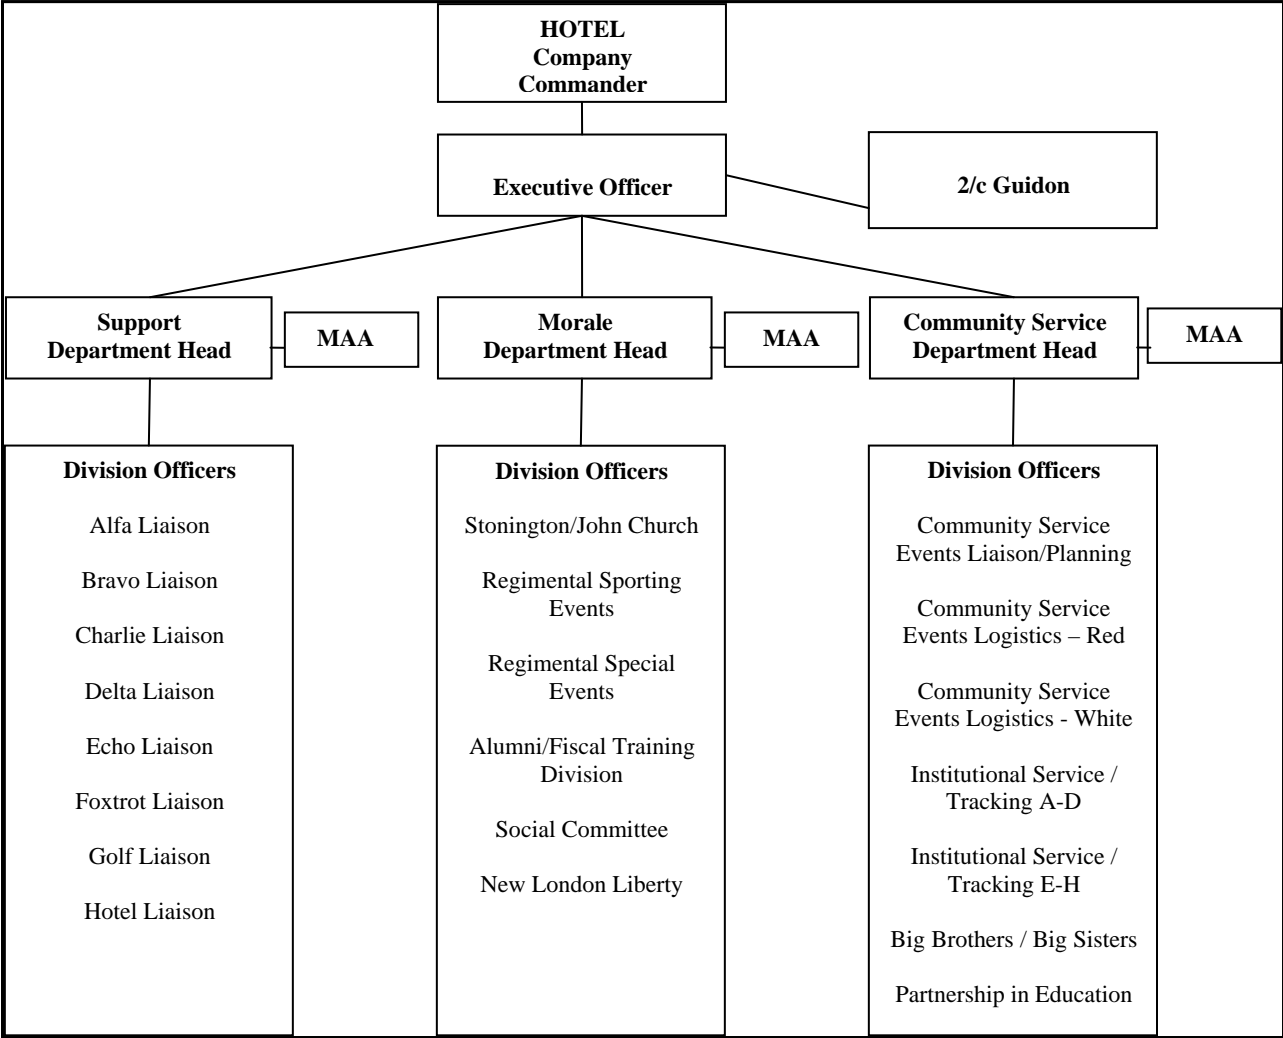 HOTEL
Company
Commander
Executive Officer
2/c Guidon
Support
Department Head
MAA
Morale
Department Head
MAA
Community Service
Department Head
MAA
Division Officers
Alfa Liaison
Bravo Liaison
Charlie Liaison
Delta Liaison
Echo Liaison
Foxtrot Liaison
Golf Liaison
Hotel Liaison
Division Officers
Stonington/John Church
Regimental Sporting
Events
Regimental Special
Events
Alumni/Fiscal Training
Division
Social Committee
New London Liberty
Division Officers
Community Service
Events Liaison/Planning
Community Service
Events Logistics – Red
Community Service
Events Logistics - White
Institutional Service /
Tracking A-D
Institutional Service /
Tracking E-H
Big Brothers / Big Sisters
Partnership in Education